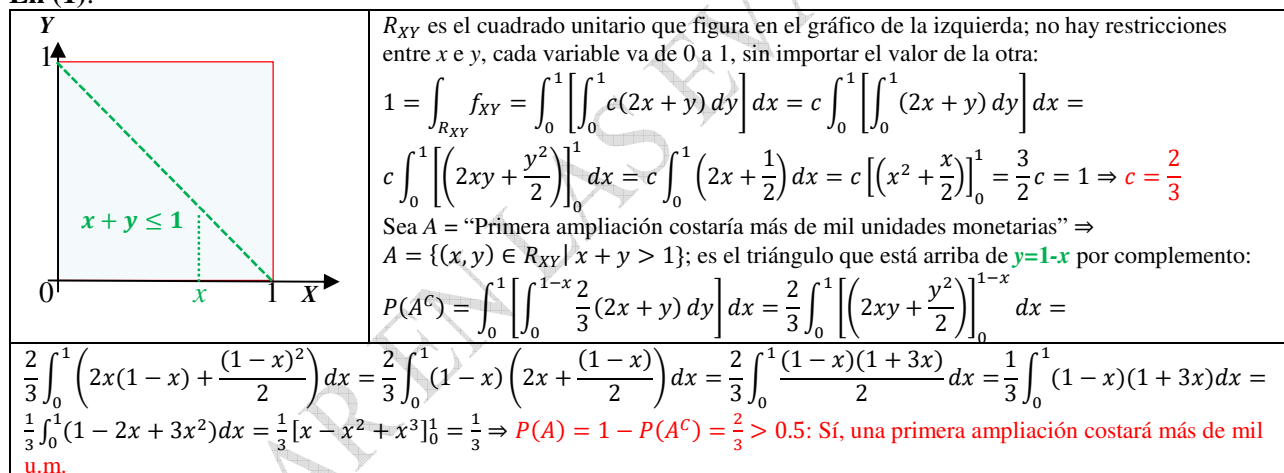 En (1):
Y
1
x + y ≤ 1
0 x 1 X
R_{XY} es el cuadrado unitario que figura en el gráfico de la izquierda; no hay restricciones
entre x e y, cada variable va de 0 a 1, sin importar el valor de la otra:
1 = ∫_{R_{XY}} f_{XY} = ∫_0^1 [∫_0^1 c(2x + y) dy] dx = c ∫_0^1 [∫_0^1 (2x + y) dy] dx =
c ∫_0^1 [(2xy + y²/2)]_0^1 dx = c ∫_0^1 (2x + 1/2) dx = c [(x² + x/2)]_0^1 = 3/2 c = 1 ⇒ c = 2/3
Sea A = “Primera ampliación costaría más de mil unidades monetarias” ⇒
A = {(x, y) ∈ R_{XY}| x + y > 1}; es el triángulo que está arriba de y=1-x por complemento:
P(A^C) = ∫_0^1 [∫_0^{1−x} 2/3 (2x + y) dy] dx = 2/3 ∫_0^1 [(2xy + y²/2)]_0^{1−x} dx =
2/3 ∫_0^1 (2x(1 − x) + (1 − x)²/2) dx = 2/3 ∫_0^1 (1 − x) (2x + (1 − x)/2) dx = 2/3 ∫_0^1 (1 − x)(1 + 3x)/2 dx = 1/3 ∫_0^1 (1 − x)(1 + 3x)dx =
1/3 ∫_0^1 (1 − 2x + 3x²)dx = 1/3 [x − x² + x³]_0^1 = 1/3 ⇒ P(A) = 1 − P(A^C) = 2/3 > 0.5: Sí, una primera ampliación costará más de mil
u.m.